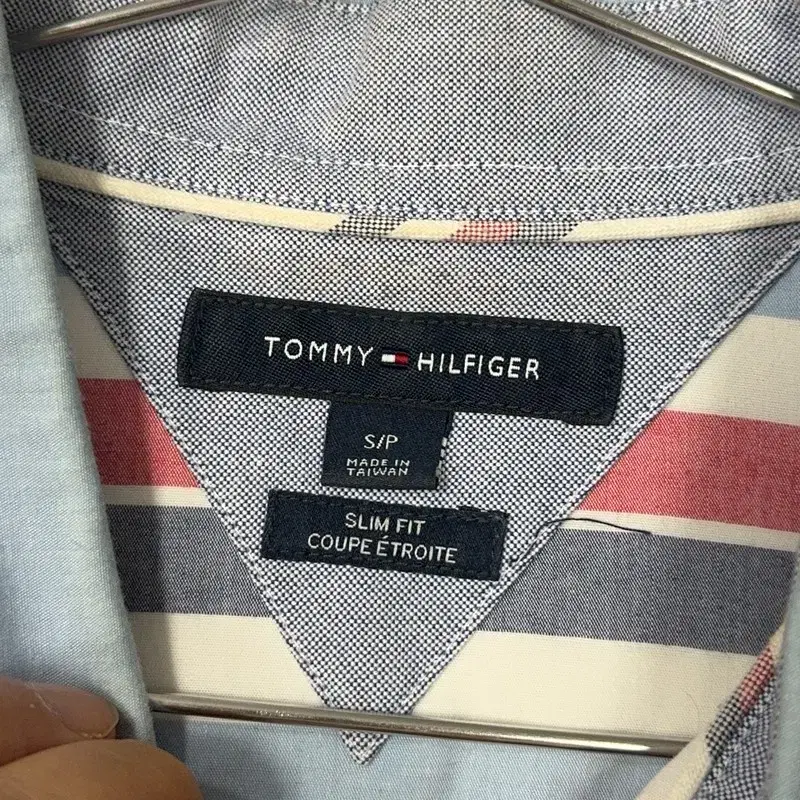 TOMMY HILFIGER
S/P
MADE IN
TAIWAN
SLIM FIT
COUPE ÉTROITE